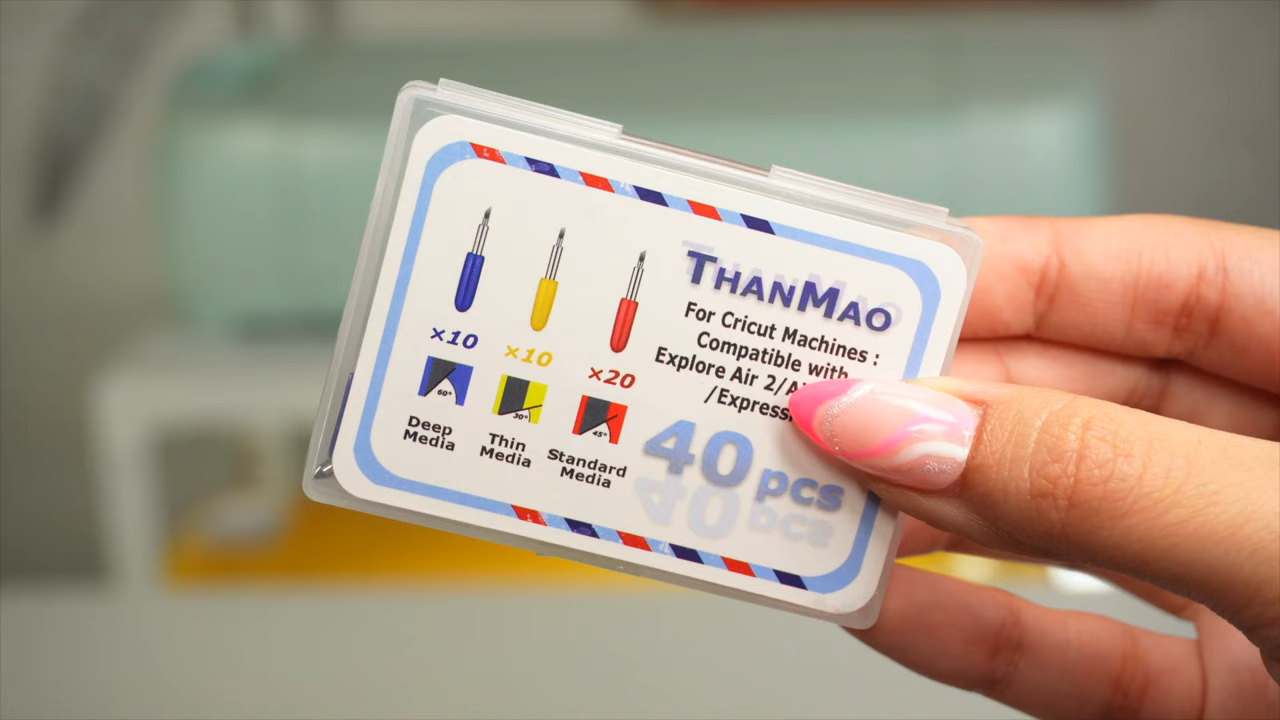 THANMAO
For Cricut Machines :
Compatible with
Explore Air 2/
40 pcs
×10
60°
Deep
Media
×10
30°
Thin
Media
×20
45°
Standard
Media